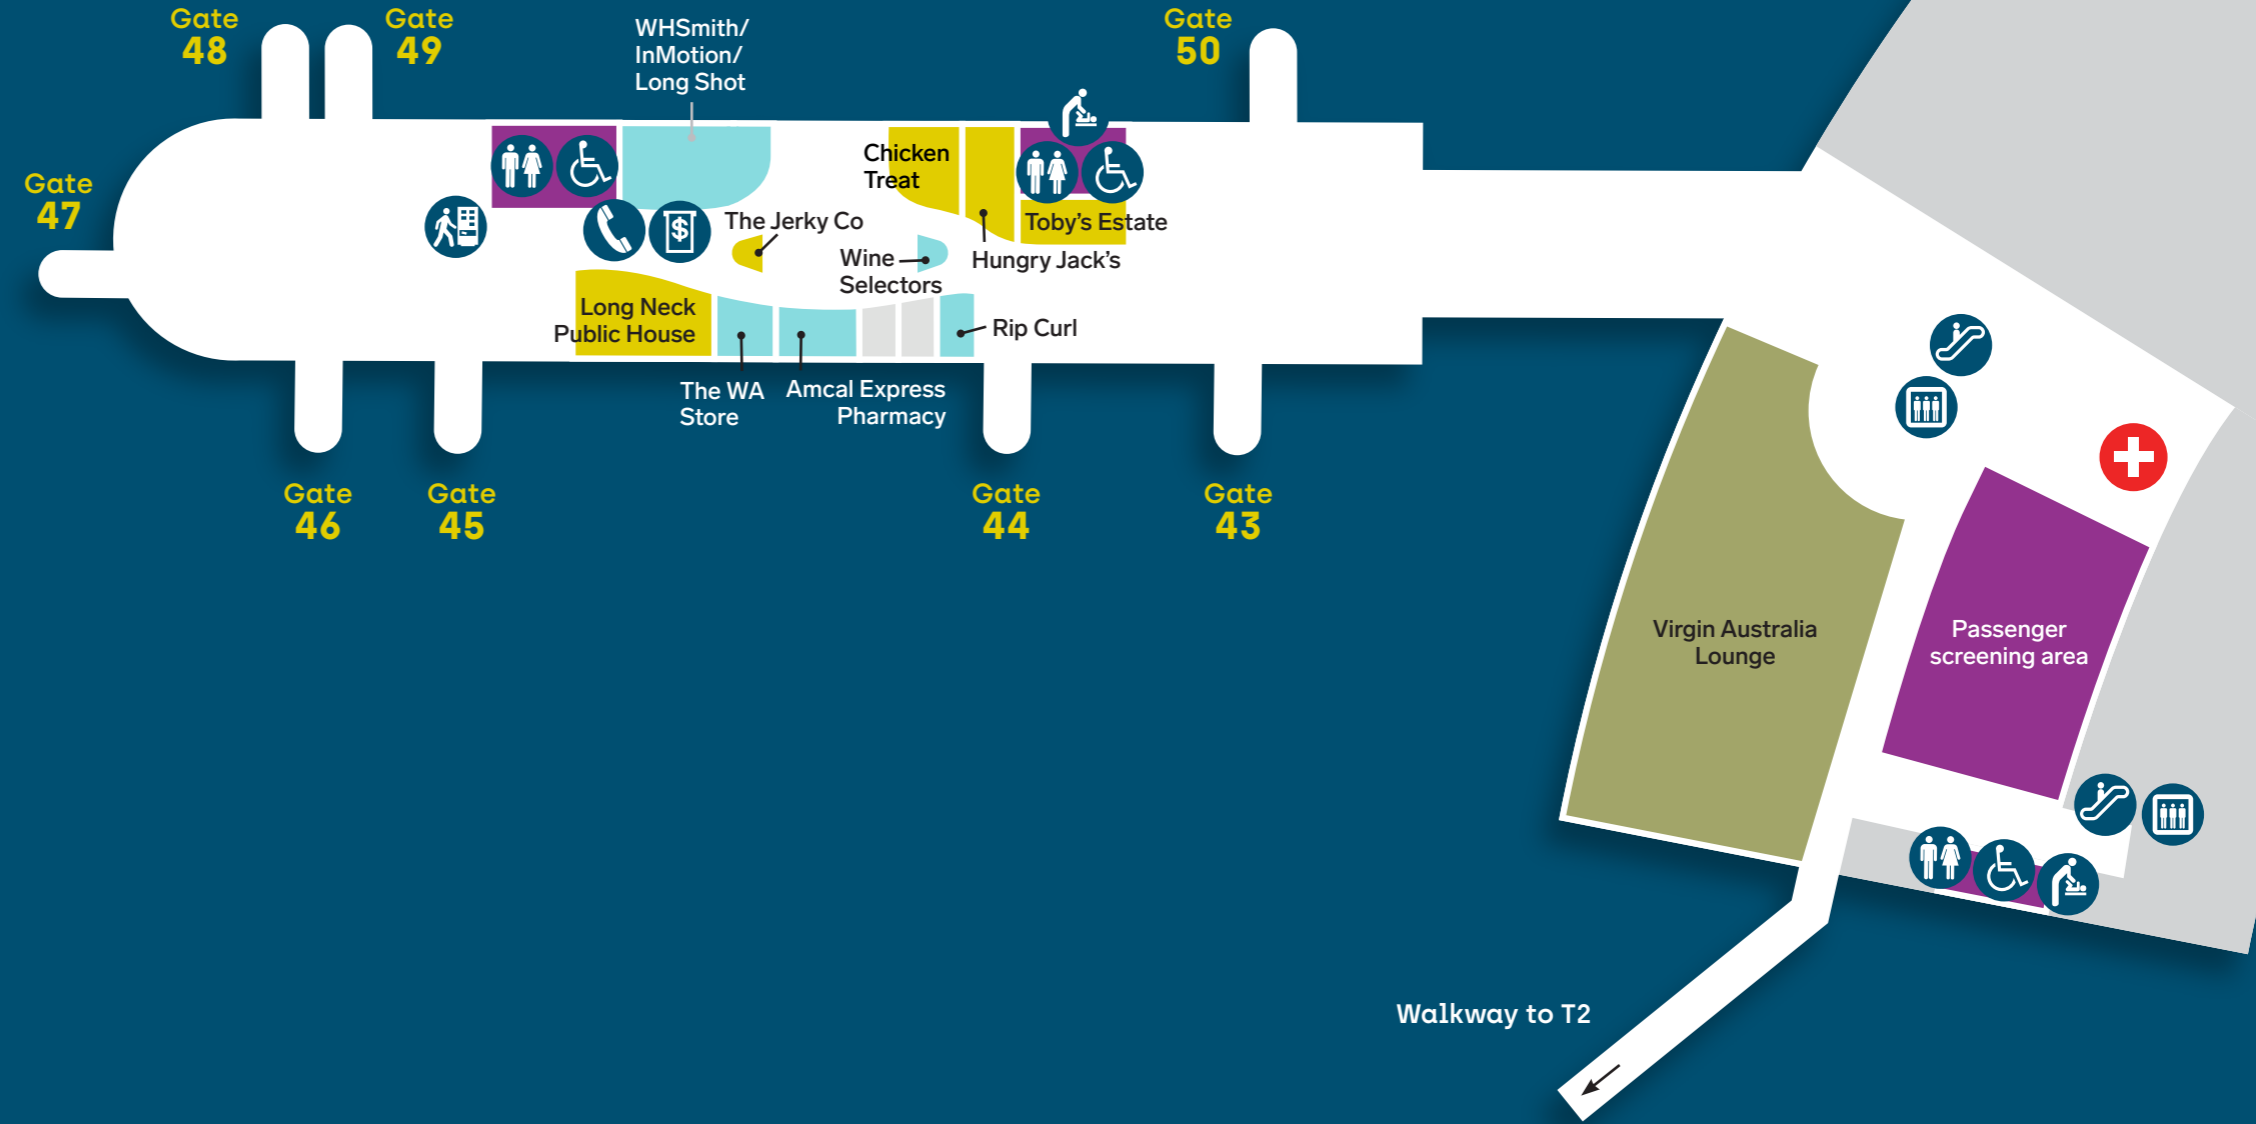 Gate
48
Gate
49
WHSmith/
InMotion/
Long Shot
Gate
50
Gate
47
Chicken
Treat
The Jerky Co
Toby's Estate
Wine
Selectors
Hungry Jack's
Long Neck
Public House
Rip Curl
The WA
Store
Amcal Express
Pharmacy
Gate
46
Gate
45
Gate
44
Gate
43
$
Virgin Australia
Lounge
Passenger
screening area
Walkway to T2